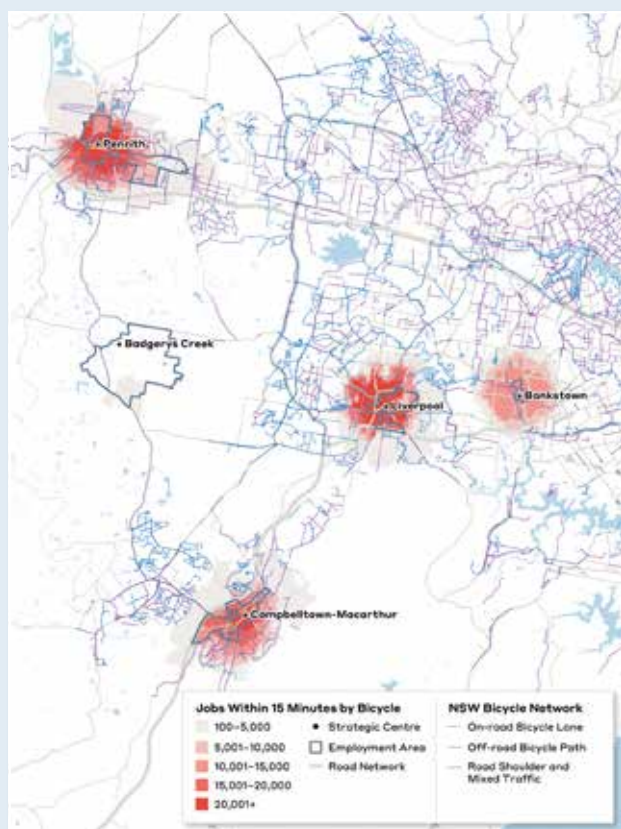 Penrith
Badgerys Creek
Liverpool
Bankstown
Campbelltown-Macarthur
Jobs Within 15 Minutes by Bicycle
100–5,000
5,001–10,000
10,001–15,000
15,001–20,000
20,001+
Strategic Centre
Employment Area
Road Network
NSW Bicycle Network
On-road Bicycle Lane
Off-road Bicycle Path
Road Shoulder and
Mixed Traffic